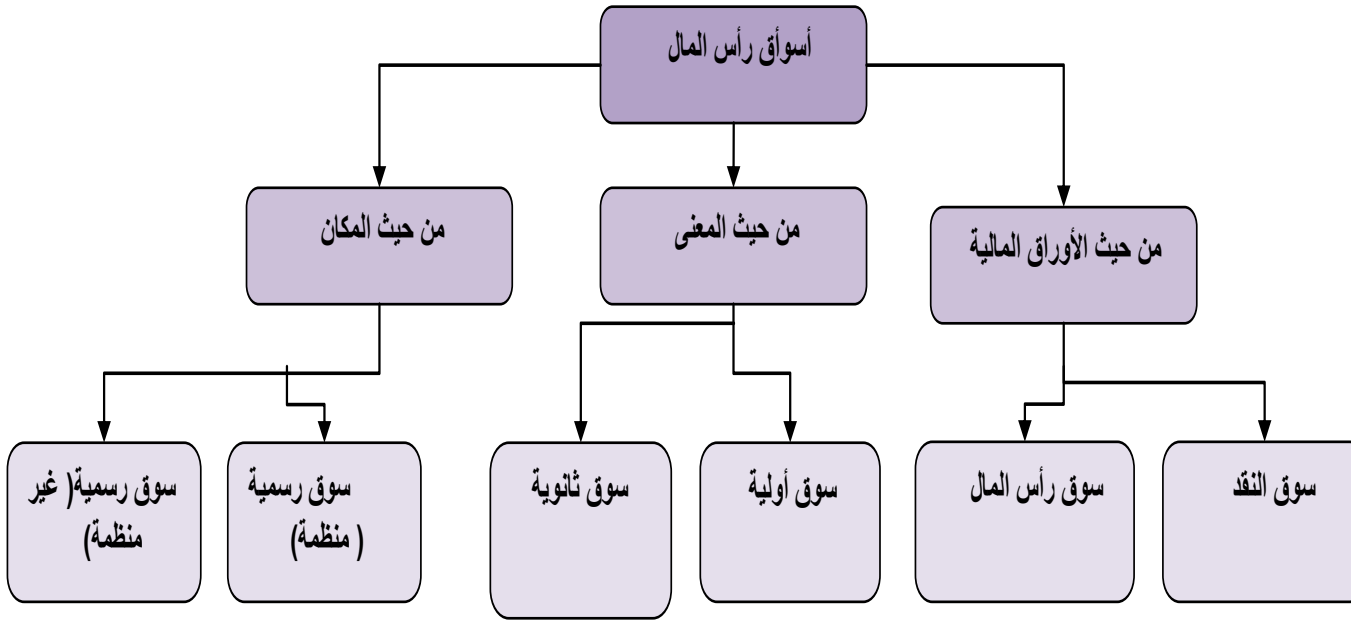 أسوأق رأس المال
من حيث الأوراق المالية
من حيث المعنى
من حيث المكان
سوق النقد
سوق رأس المال
سوق أولية
سوق ثانوية
سوق رسمية
( منظمة)
سوق رسمية( غير
منظمة)